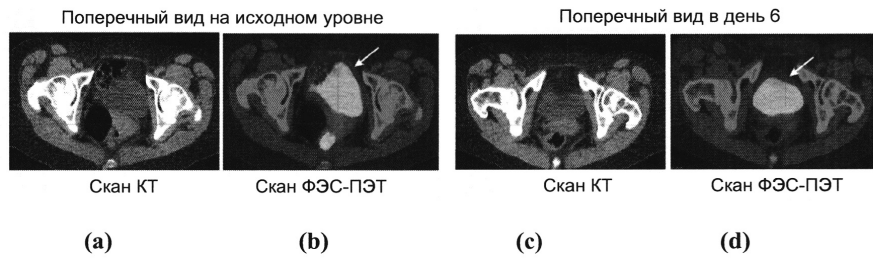 Поперечный вид на исходном уровне
Поперечный вид в день 6
Скан КТ
Скан ФЭС-ПЭТ
Скан КТ
Скан ФЭС-ПЭТ
(a)
(b)
(c)
(d)